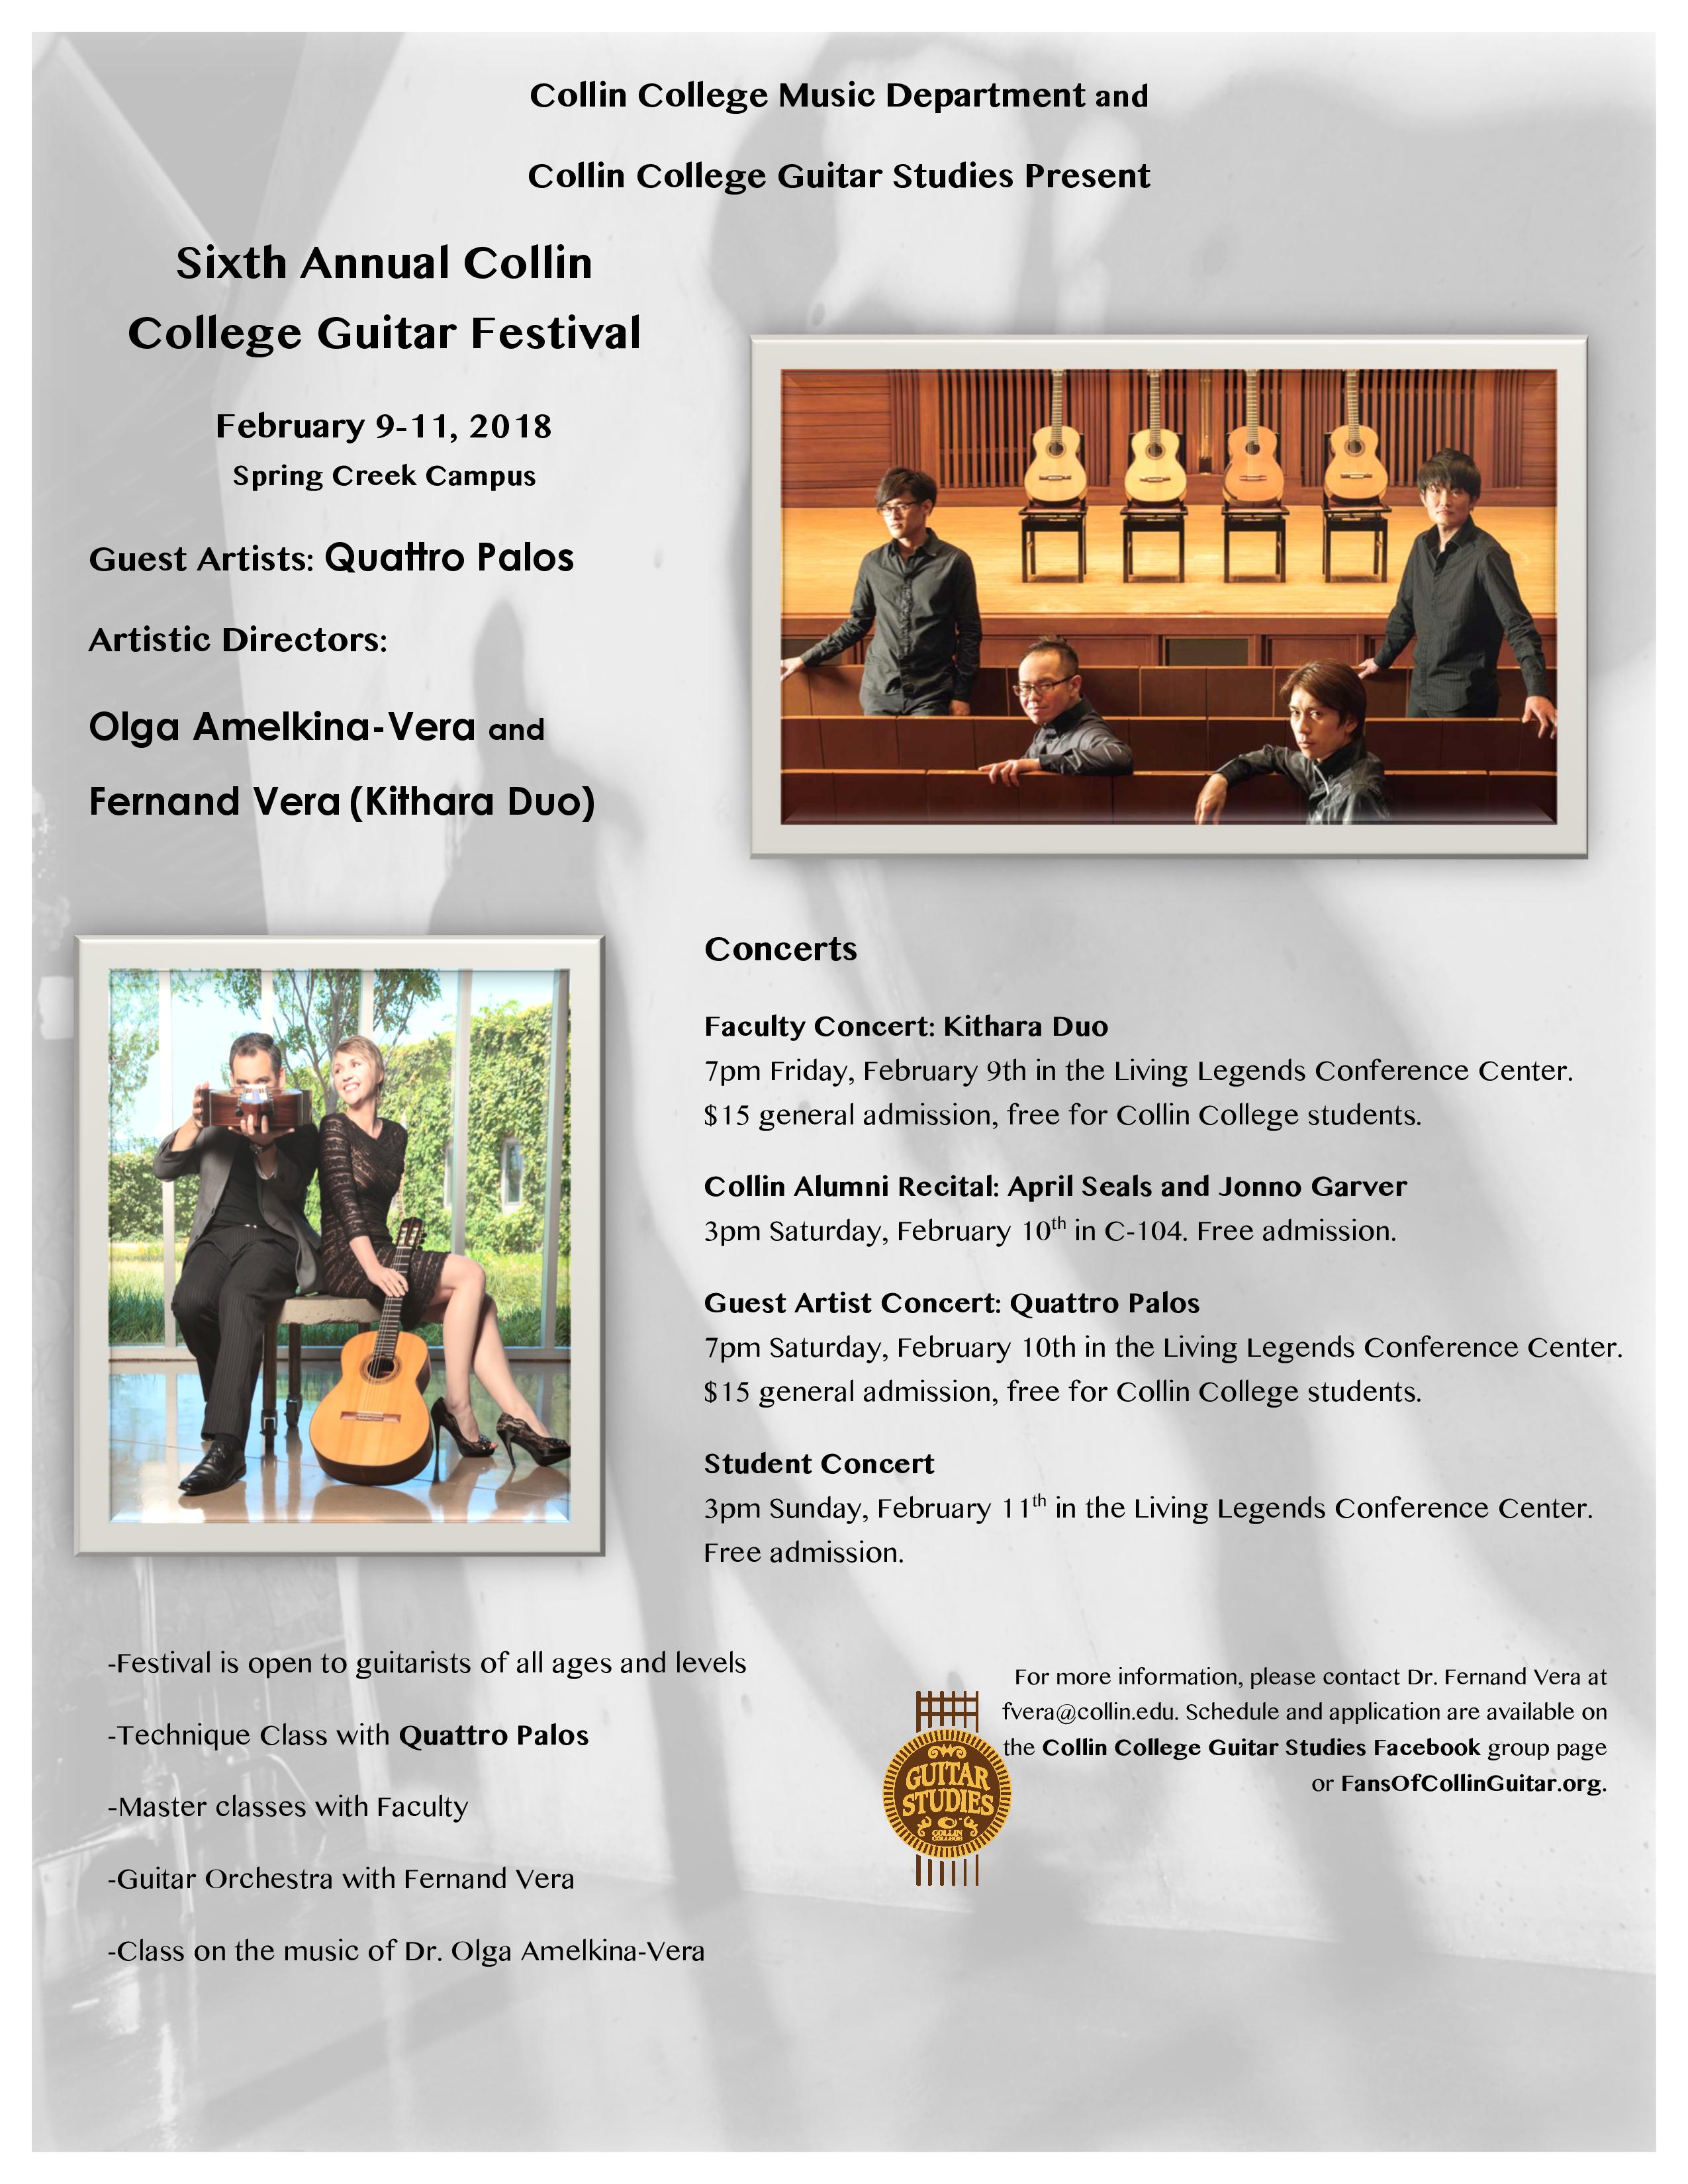 Collin College Music Department and
Collin College Guitar Studies Present
Sixth Annual Collin
College Guitar Festival
February 9-11, 2018
Spring Creek Campus
Guest Artists: Quattro Palos
Artistic Directors:
Olga Amelkina-Vera and
Fernand Vera (Kithara Duo)
Concerts
Faculty Concert: Kithara Duo
7pm Friday, February 9th in the Living Legends Conference Center.
$15 general admission, free for Collin College students.
Collin Alumni Recital: April Seals and Jonno Garver
3pm Saturday, February 10th in C-104. Free admission.
Guest Artist Concert: Quattro Palos
7pm Saturday, February 10th in the Living Legends Conference Center.
$15 general admission, free for Collin College students.
Student Concert
3pm Sunday, February 11th in the Living Legends Conference Center.
Free admission.
-Festival is open to guitarists of all ages and levels
-Technique Class with Quattro Palos
-Master classes with Faculty
-Guitar Orchestra with Fernand Vera
-Class on the music of Dr. Olga Amelkina-Vera
GUITAR
STUDIES
COLLIN
COLLEGE
For more information, please contact Dr. Fernand Vera at
fvera@collin.edu. Schedule and application are available on
the Collin College Guitar Studies Facebook group page
or FansOfCollinGuitar.org.